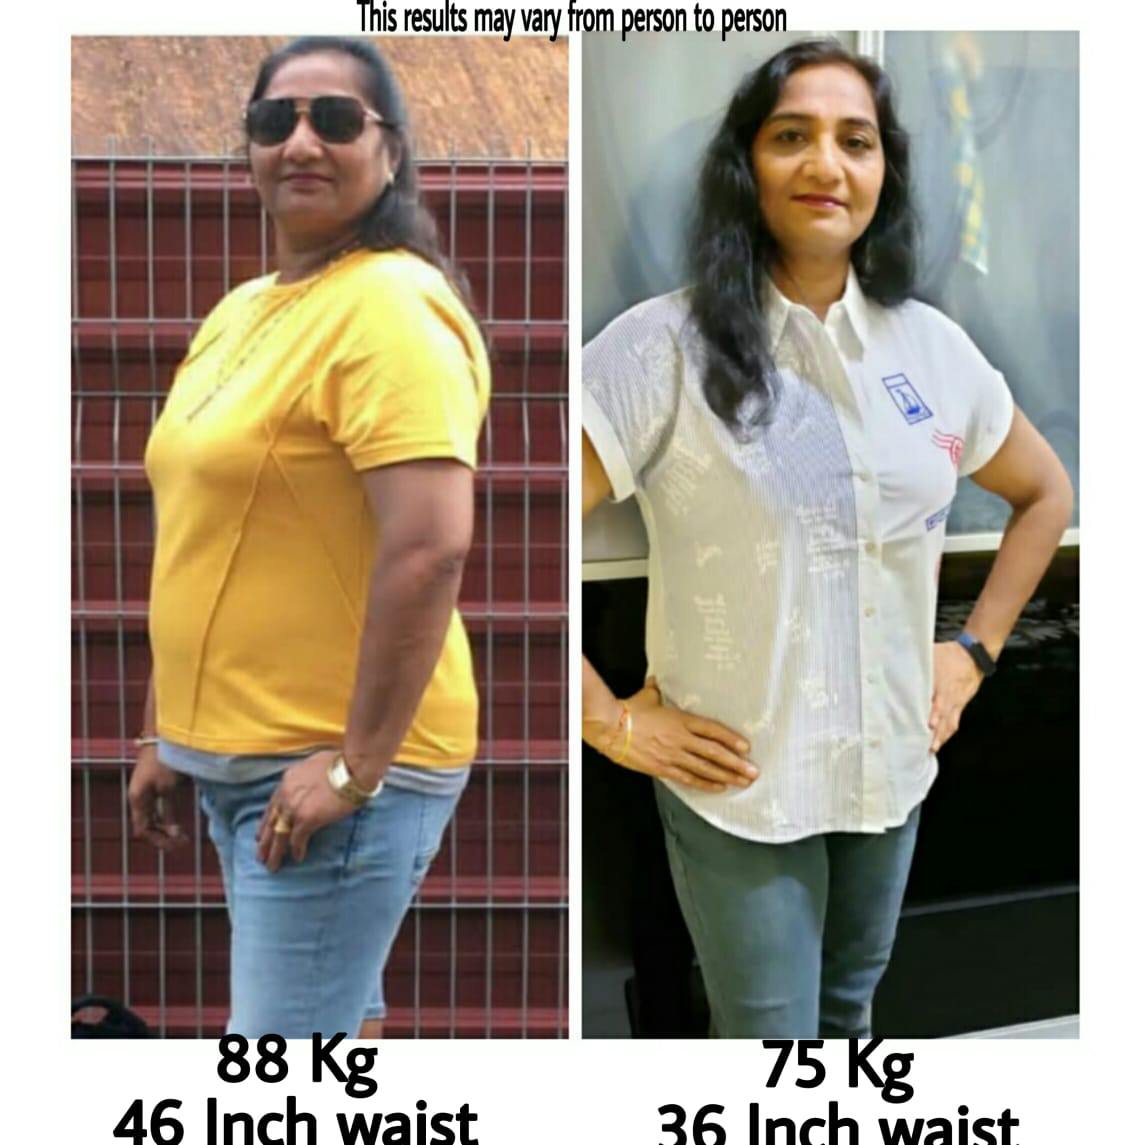 This results may vary from person to person
88 Kg
46 Inch waist
75 Kg
36 Inch waist